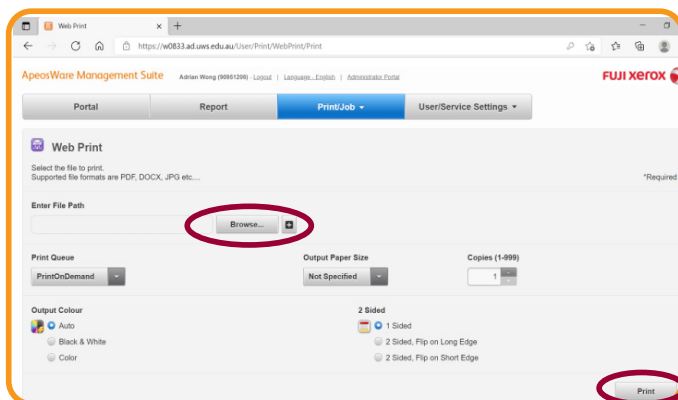 Web Print
https://w0833.ad.uws.edu.au/User/Print/WebPrint/Print
ApeosWare Management Suite Adrian Wong (90951206) - Logout | Language...English | Administrator Portal
FUJI XEROX
Portal Report Print/Job User/Service Settings
Web Print
Select the file to print.
Supported file formats are PDF, DOCX, JPG etc....
*Required
Enter File Path
Browse...
Print Queue Output Paper Size Copies (1-999)
PrintOnDemand Not Specified 1
Output Colour 2 Sided
Auto 1 Sided
Black & White 2 Sided, Flip on Long Edge
Color 2 Sided, Flip on Short Edge
Print